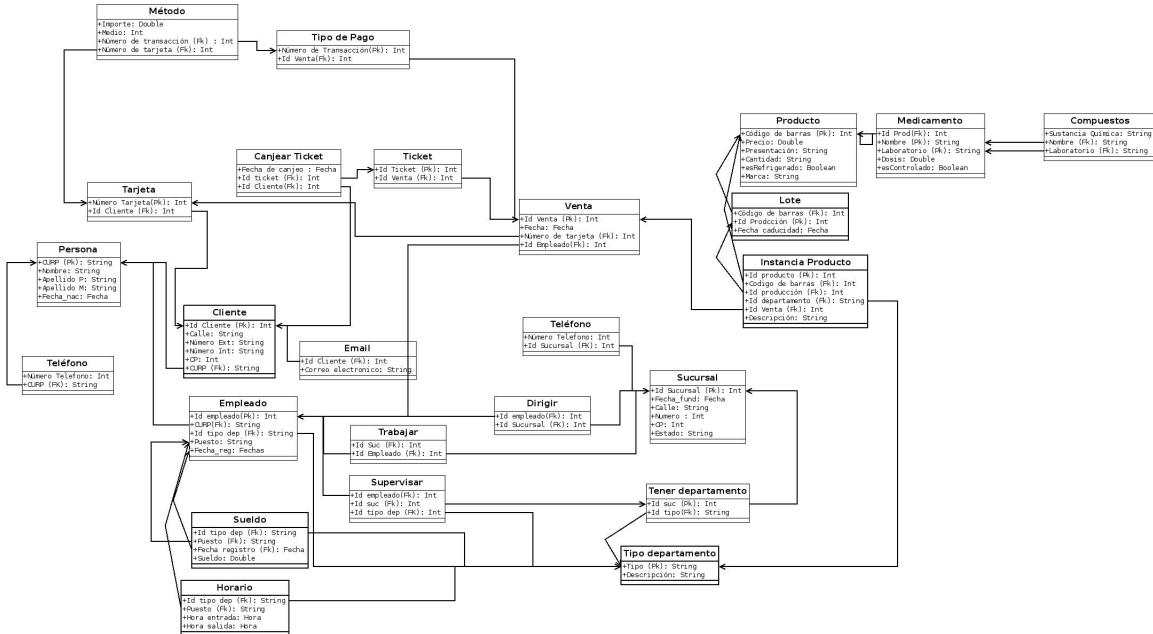 Método
+Importe: Double
+Medio: Int
+Número de transacción (Fk) : Int
+Número de tarjeta (Fk): Int
Tipo de Pago
+Número de Transacción(Pk): Int
+Id Venta(Fk): Int
Canjear Ticket
+Fecha de canjeo : Fecha
+Id ticket (Fk): Int
+Id Cliente(Fk): Int
Ticket
+Id Ticket (Pk): Int
+Id Venta (Fk): Int
Producto
+Código de barras (Pk): Int
+Precio: Double
+Presentación: String
+Cantidad: String
+esRefrigerado: Boolean
+Marca: String
Medicamento
+Id Prod(Fk): Int
+Nombre (Pk): String
+Laboratorio (Pk): String
+Dosis: Double
+esControlado: Boolean
Compuestos
+Sustancia Química: String
+Nombre (Fk): String
+Laboratorio (Fk): String
Tarjeta
+Número Tarjeta(Pk): Int
+Id Cliente (Fk): Int
Venta
+Id Venta (Pk): Int
+Fecha: Fecha
+Número de tarjeta (Fk): Int
+Id Empleado(Fk): Int
Lote
+Código de barras (Fk): Int
+Id Prodcción (Pk): Int
+Fecha caducidad: Fecha
Persona
+CURP (Pk): String
+Nombre: String
+Apellido P: String
+Apellido M: String
+Fecha_nac: Fecha
Instancia Producto
+Id producto (Pk): Int
+Codigo de barras (Fk): Int
+Id producción (Fk): Int
+Id departamento (Fk): String
+Id Venta (Fk): Int
+Descripción: String
Cliente
+Id Cliente (Pk): Int
+Calle: String
+Número Ext: String
+Número Int: String
+CP: Int
+CURP (Fk): String
Email
+Id Cliente (Fk): Int
+Correo electronico: String
Teléfono
+Número Telefono: Int
+Id Sucursal (Fk): Int
Teléfono
+Número Telefono: Int
+CURP (FK): String
Sucursal
+Id Sucursal (Pk): Int
+Fecha_fund: Fecha
+Calle: String
+Numero : Int
+CP: Int
+Estado: String
Empleado
+Id empleado(Pk): Int
+CURP(Fk): String
+Id tipo dep (Fk): String
+Puesto: String
+Fecha_reg: Fechas
Dirigir
+Id empleado(Fk): Int
+Id Sucursal (Fk): Int
Trabajar
+Id Suc (Fk): Int
+Id Empleado (Fk): Int
Supervisar
+Id empleado(Fk): Int
+Id suc (Fk): Int
+Id tipo dep (Fk): Int
Tener departamento
+Id suc (Pk): Int
+Id tipo(Fk): String
Sueldo
+Id tipo dep (Fk): String
+Puesto (Fk): String
+Fecha registro (Fk): Fecha
+Sueldo: Double
Tipo departamento
+Tipo (Pk): String
+Descripción: String
Horario
+Id tipo dep (Fk): String
+Puesto (Fk): String
+Hora entrada: Hora
+Hora salida: Hora